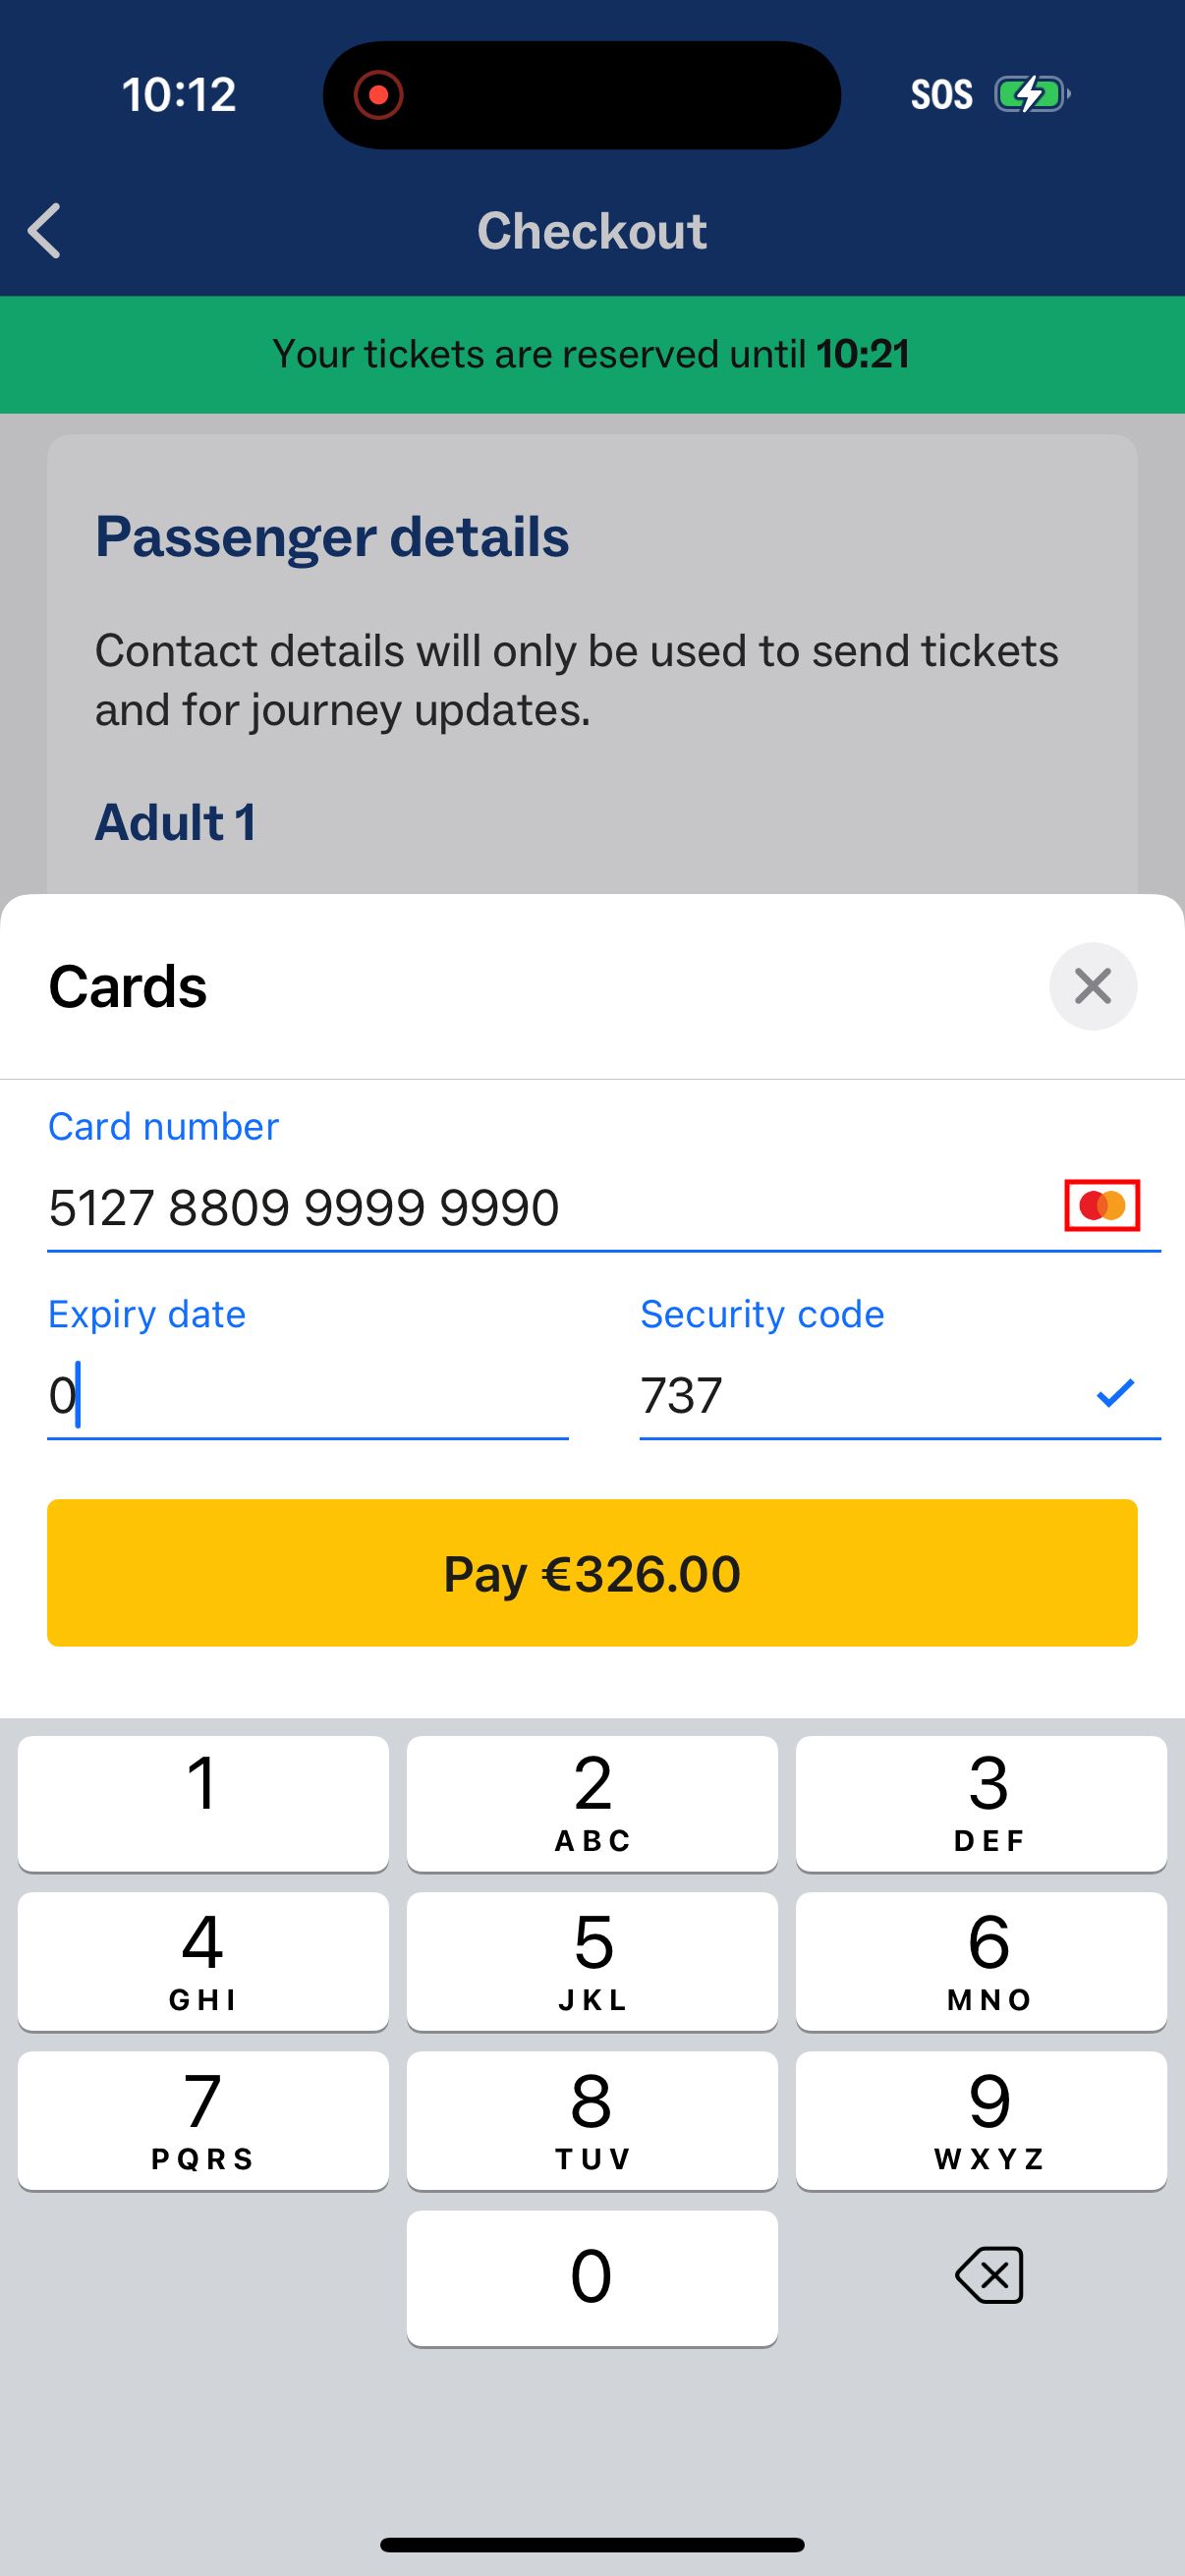 10:12
SOS
Checkout
Your tickets are reserved until 10:21
Passenger details
Contact details will only be used to send tickets
and for journey updates.
Adult 1
Cards
Card number
5127 8809 9999 9990
Expiry date
Security code
0
737
Pay €326.00
1
2
3
ABC
DEF
4
5
6
GHI
JKL
MNO
7
8
9
PQRS
TUV
WXYZ
0